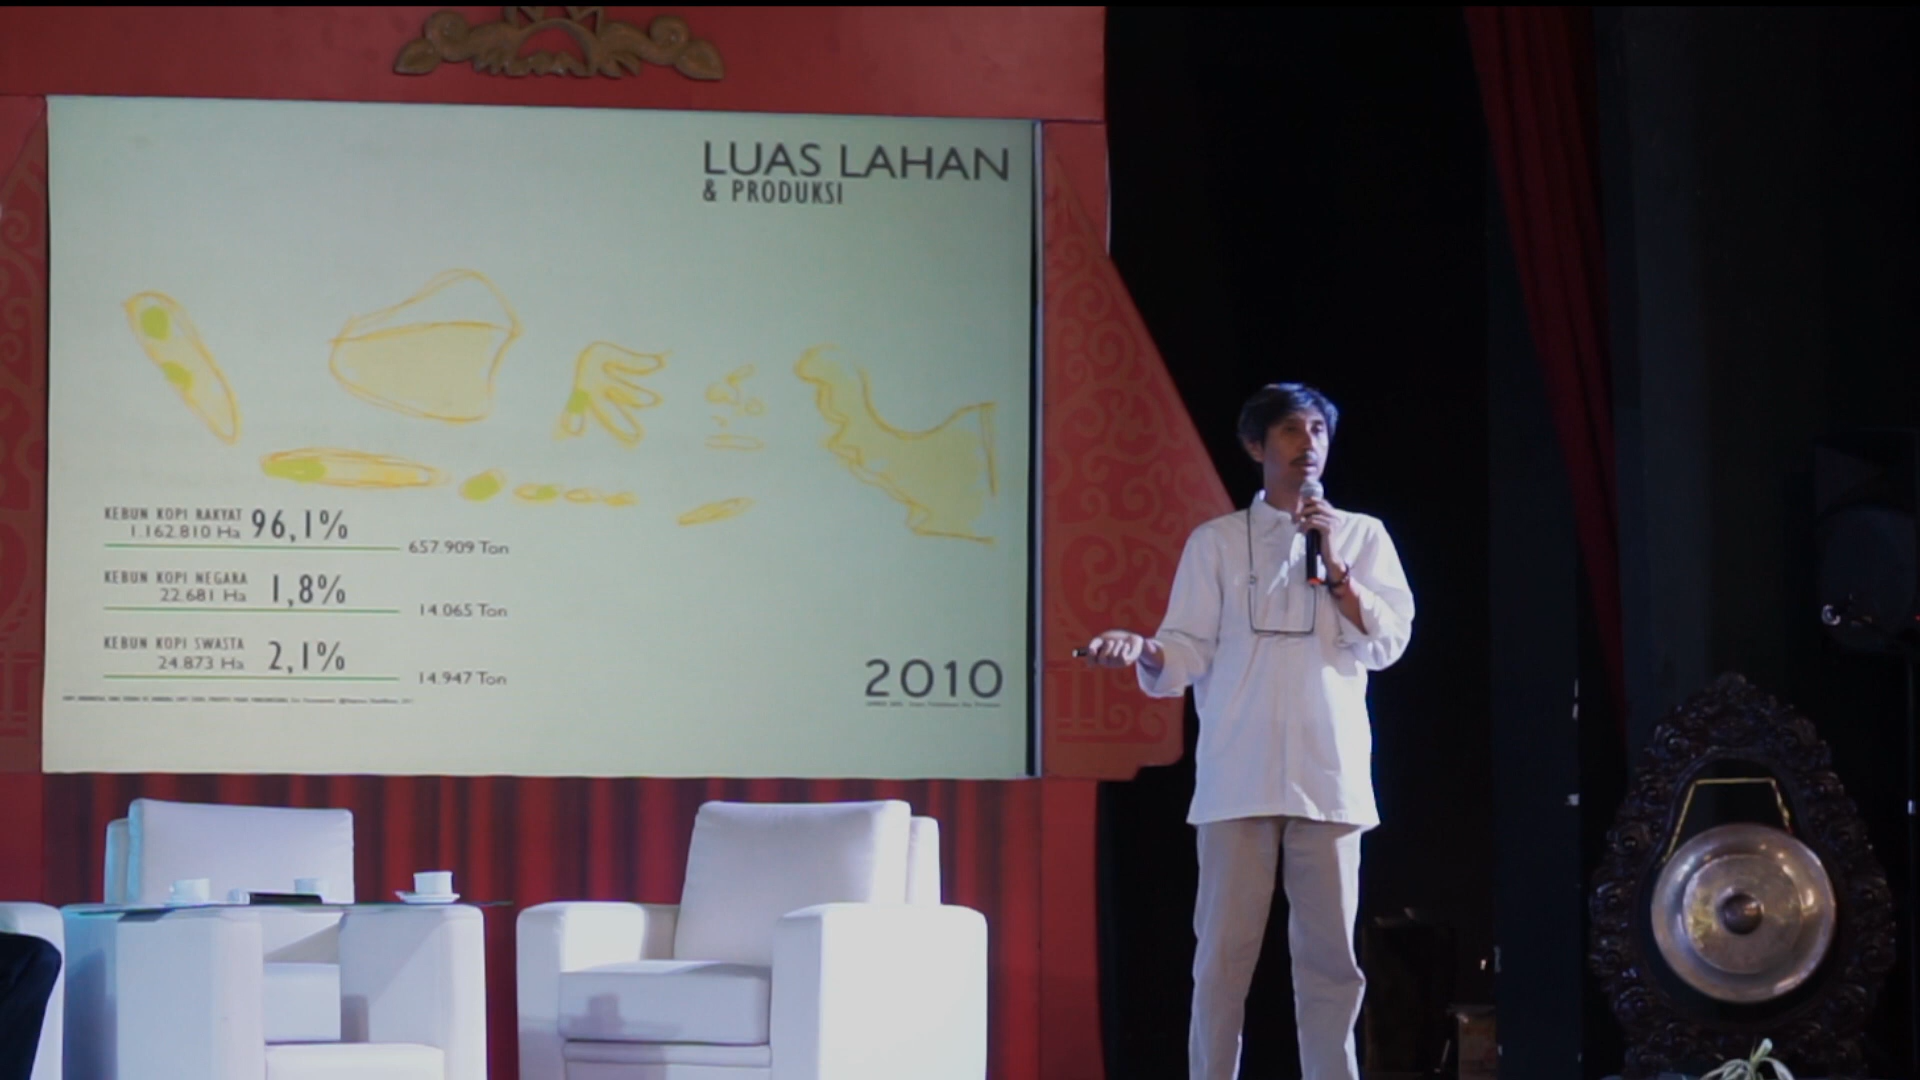 LUAS LAHAN
& PRODUKSI
KEBUN KOPI RAKYAT
1.162.810 Ha 96,1%
657.909 Ton
KEBUN KOPI NEGARA
22.681 Ha 1,8%
14.065 Ton
KEBUN KOPI SWASTA
24.873 Ha 2,1%
14.947 Ton
2010